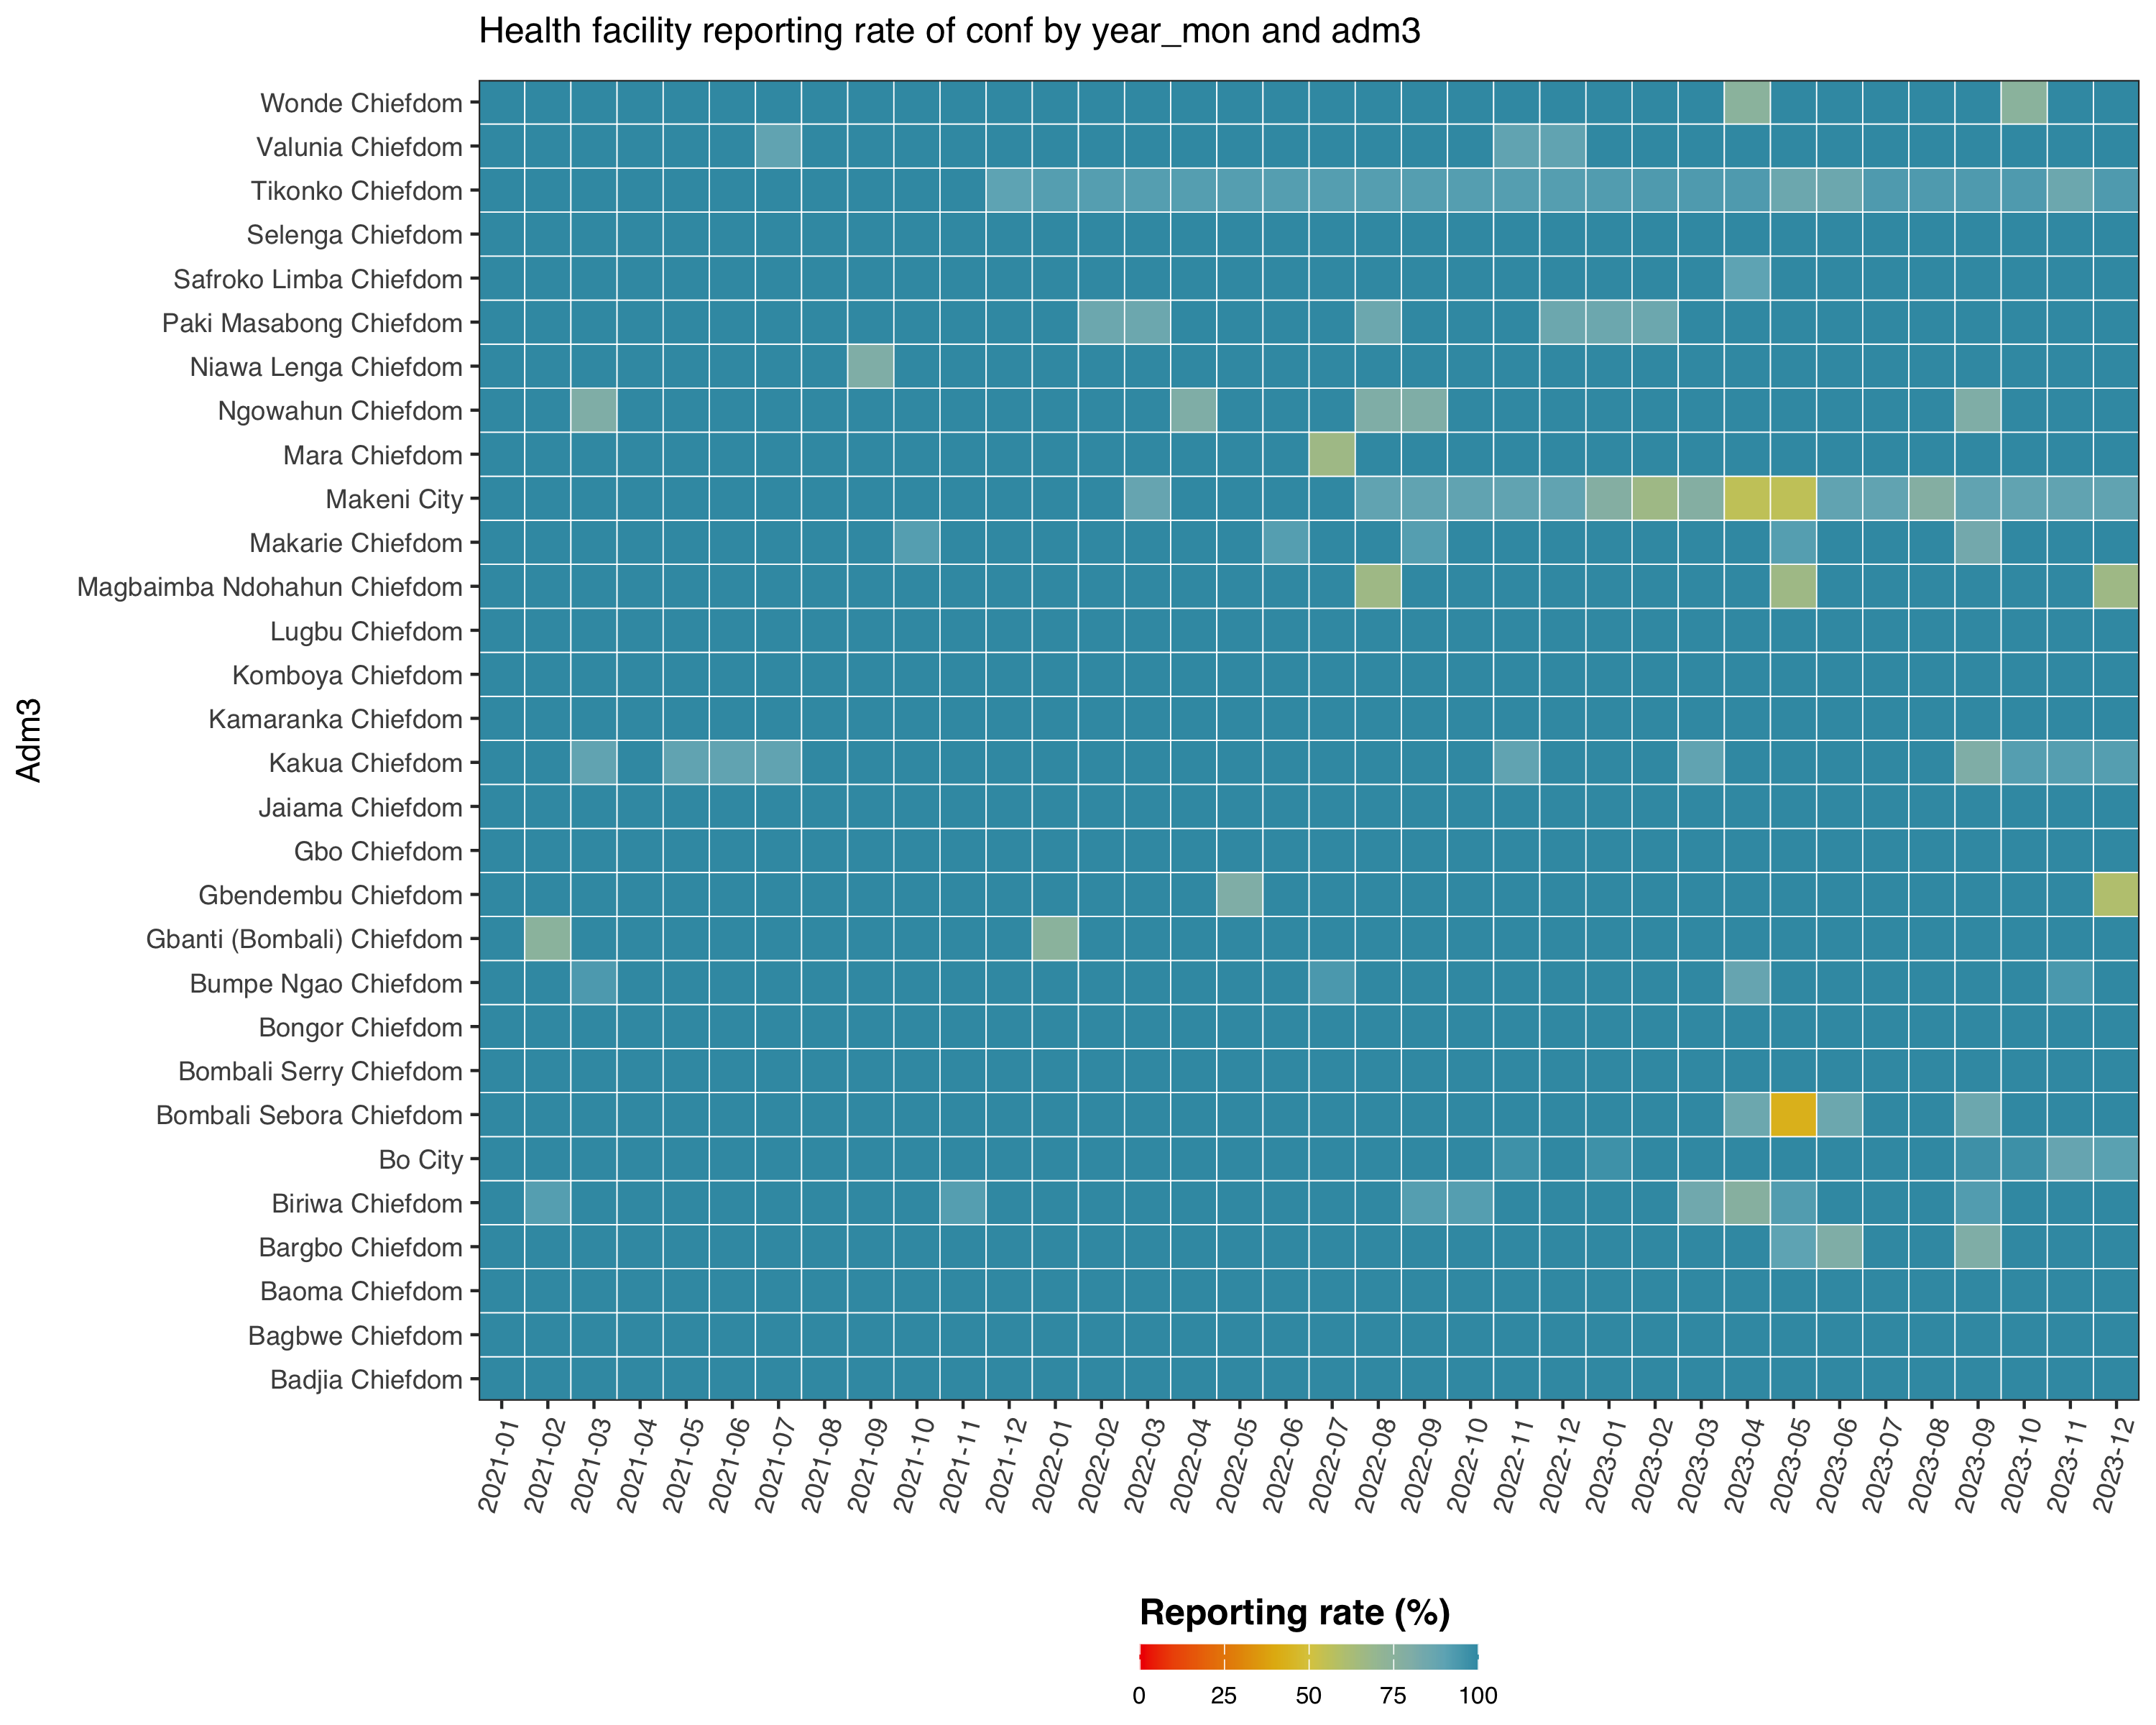 Health facility reporting rate of conf by year_mon and adm3
Wonde Chiefdom
Valunia Chiefdom
Tikonko Chiefdom
Selenga Chiefdom
Safroko Limba Chiefdom
Paki Masabong Chiefdom
Niawa Lenga Chiefdom
Ngowahun Chiefdom
Mara Chiefdom
Makeni City
Makarie Chiefdom
Magbaimba Ndohahun Chiefdom
Lugbu Chiefdom
Komboya Chiefdom
Kamaranka Chiefdom
Kakua Chiefdom
Jaiama Chiefdom
Gbo Chiefdom
Gbendembu Chiefdom
Gbanti (Bombali) Chiefdom
Bumpe Ngao Chiefdom
Bongor Chiefdom
Bombali Serry Chiefdom
Bombali Sebora Chiefdom
Bo City
Biriwa Chiefdom
Bargbo Chiefdom
Baoma Chiefdom
Bagbwe Chiefdom
Badjia Chiefdom
Adm3
2021-01
2021-02
2021-03
2021-04
2021-05
2021-06
2021-07
2021-08
2021-09
2021-10
2021-11
2021-12
2022-01
2022-02
2022-03
2022-04
2022-05
2022-06
2022-07
2022-08
2022-09
2022-10
2022-11
2022-12
2023-01
2023-02
2023-03
2023-04
2023-05
2023-06
2023-07
2023-08
2023-09
2023-10
2023-11
2023-12
Reporting rate (%)
0 25 50 75 100